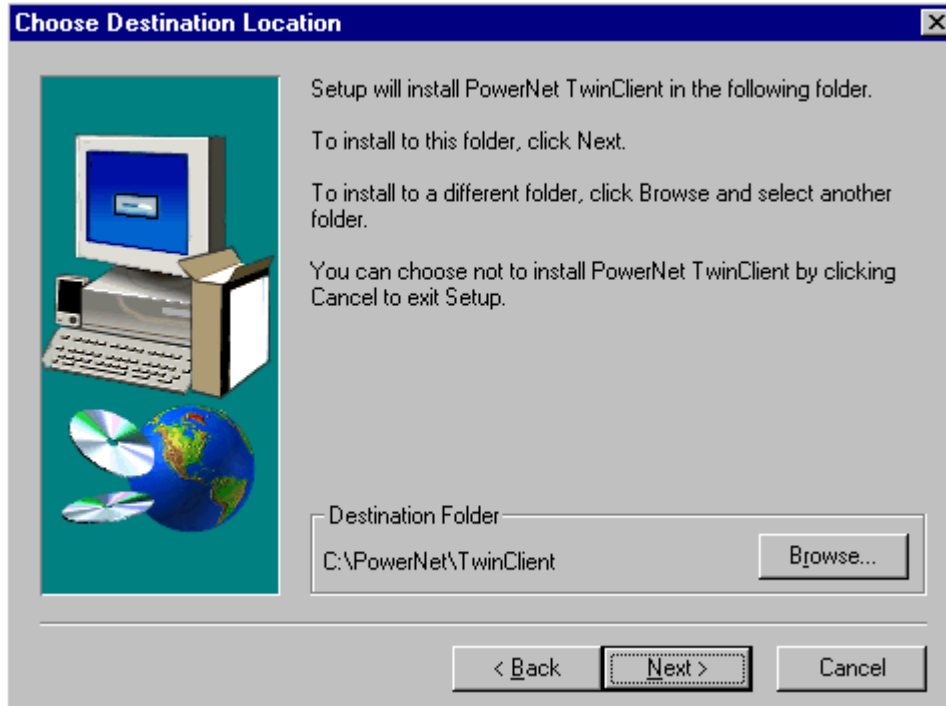 Choose Destination Location
Setup will install PowerNet TwinClient in the following folder.
To install to this folder, click Next.
To install to a different folder, click Browse and select another
folder.
You can choose not to install PowerNet TwinClient by clicking
Cancel to exit Setup.
Destination Folder
C:\PowerNet\TwinClient
Browse...
< Back
Next >
Cancel